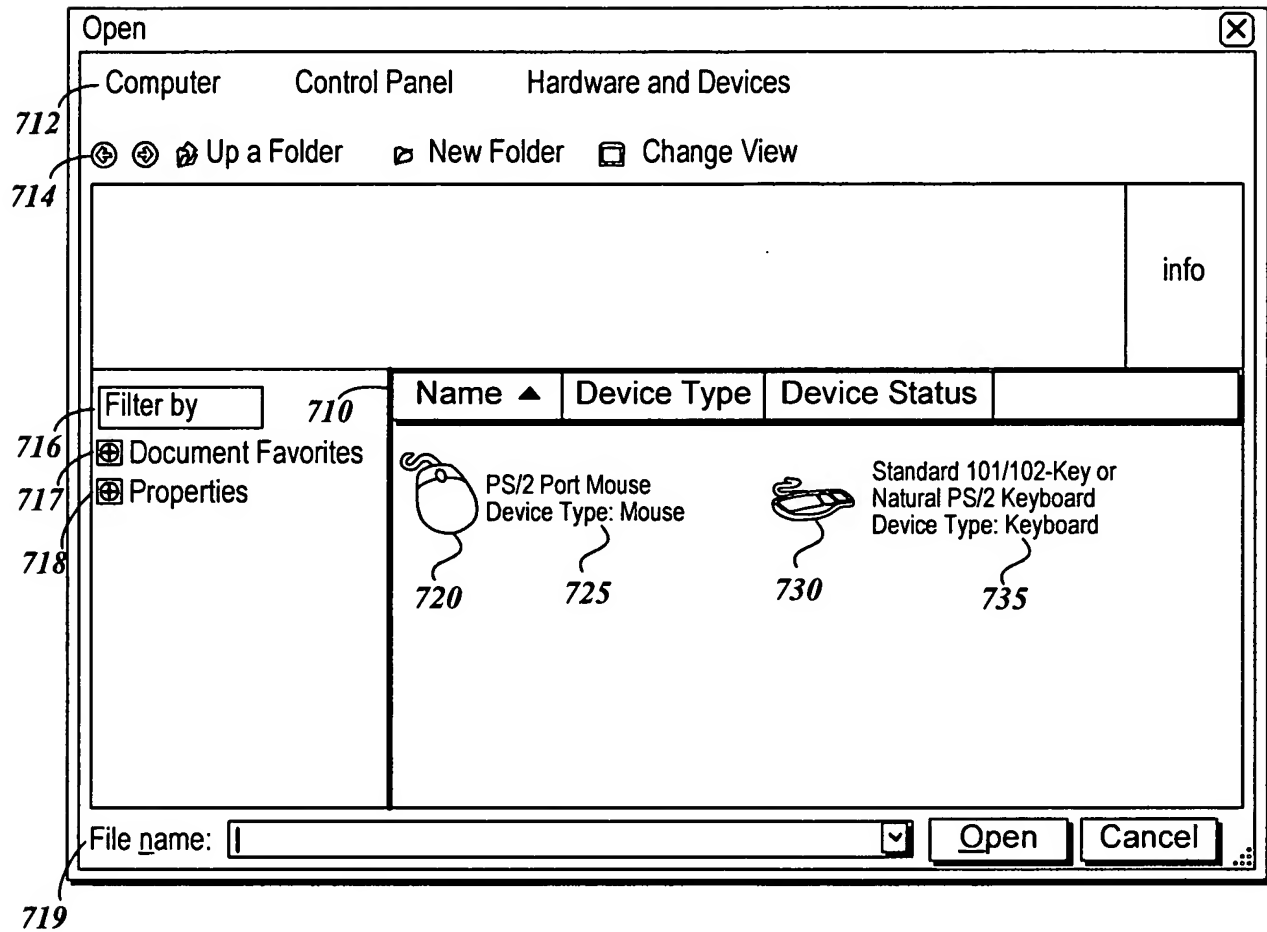 Open
Computer Control Panel Hardware and Devices
712
Up a Folder New Folder Change View
714
info
Filter by
710
Name ▲ Device Type Device Status
716
Document Favorites
717
Properties
718
PS/2 Port Mouse
Device Type: Mouse
720
725
Standard 101/102-Key or
Natural PS/2 Keyboard
Device Type: Keyboard
730
735
File name:
Open
Cancel
719